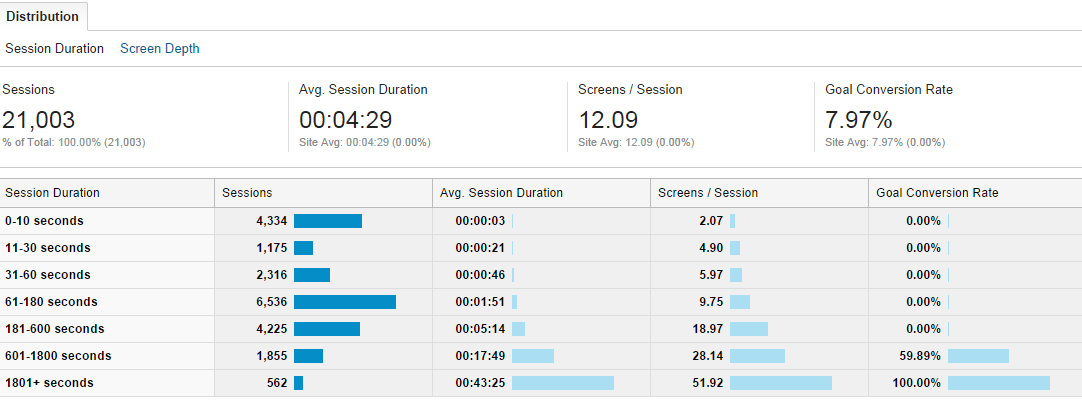 Distribution
Session Duration Screen Depth
Sessions Avg. Session Duration Screens / Session Goal Conversion Rate
21,003 00:04:29 12.09 7.97%
% of Total: 100.00% (21,003) Site Avg: 00:04:29 (0.00%) Site Avg: 12.09 (0.00%) Site Avg: 7.97% (0.00%)
Session Duration Sessions Avg. Session Duration Screens / Session Goal Conversion Rate
0-10 seconds 4,334 00:00:03 2.07 0.00%
11-30 seconds 1,175 00:00:21 4.90 0.00%
31-60 seconds 2,316 00:00:46 5.97 0.00%
61-180 seconds 6,536 00:01:51 9.75 0.00%
181-600 seconds 4,225 00:05:14 18.97 0.00%
601-1800 seconds 1,855 00:17:49 28.14 59.89%
1801+ seconds 562 00:43:25 51.92 100.00%